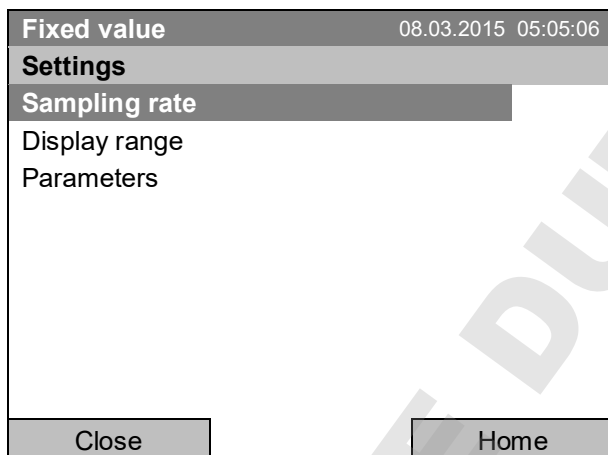 Fixed value 08.03.2015 05:05:06
Settings
Sampling rate
Display range
Parameters
Close Home